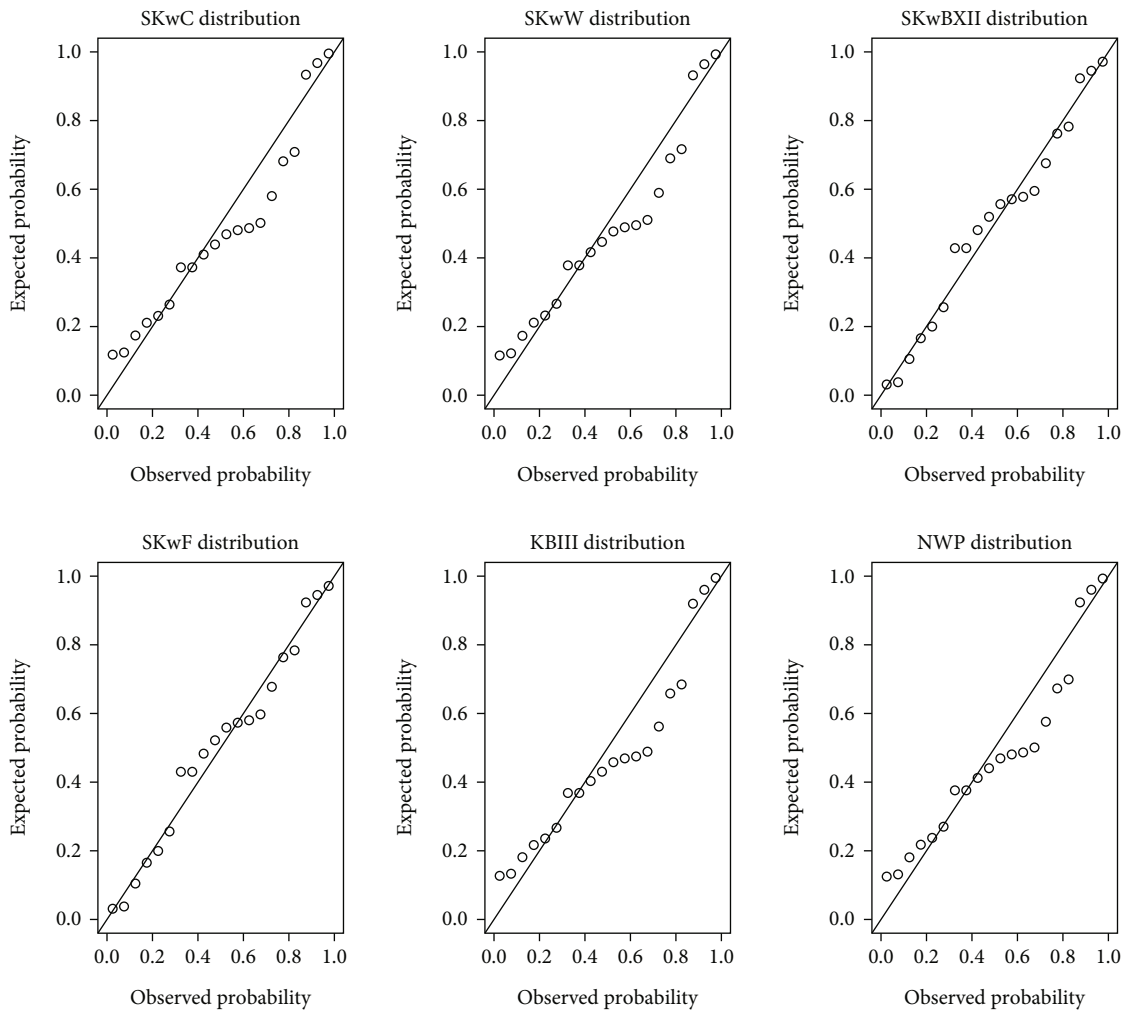 SKwC distribution
SKwW distribution
SKwBXII distribution
Expected probability
1.0
0.8
0.6
0.4
0.2
0.0
0.0 0.2 0.4 0.6 0.8 1.0
Observed probability
Expected probability
1.0
0.8
0.6
0.4
0.2
0.0
0.0 0.2 0.4 0.6 0.8 1.0
Observed probability
Expected probability
1.0
0.8
0.6
0.4
0.2
0.0
0.0 0.2 0.4 0.6 0.8 1.0
Observed probability
SKwF distribution
KBIII distribution
NWP distribution
Expected probability
1.0
0.8
0.6
0.4
0.2
0.0
0.0 0.2 0.4 0.6 0.8 1.0
Observed probability
Expected probability
1.0
0.8
0.6
0.4
0.2
0.0
0.0 0.2 0.4 0.6 0.8 1.0
Observed probability
Expected probability
1.0
0.8
0.6
0.4
0.2
0.0
0.0 0.2 0.4 0.6 0.8 1.0
Observed probability